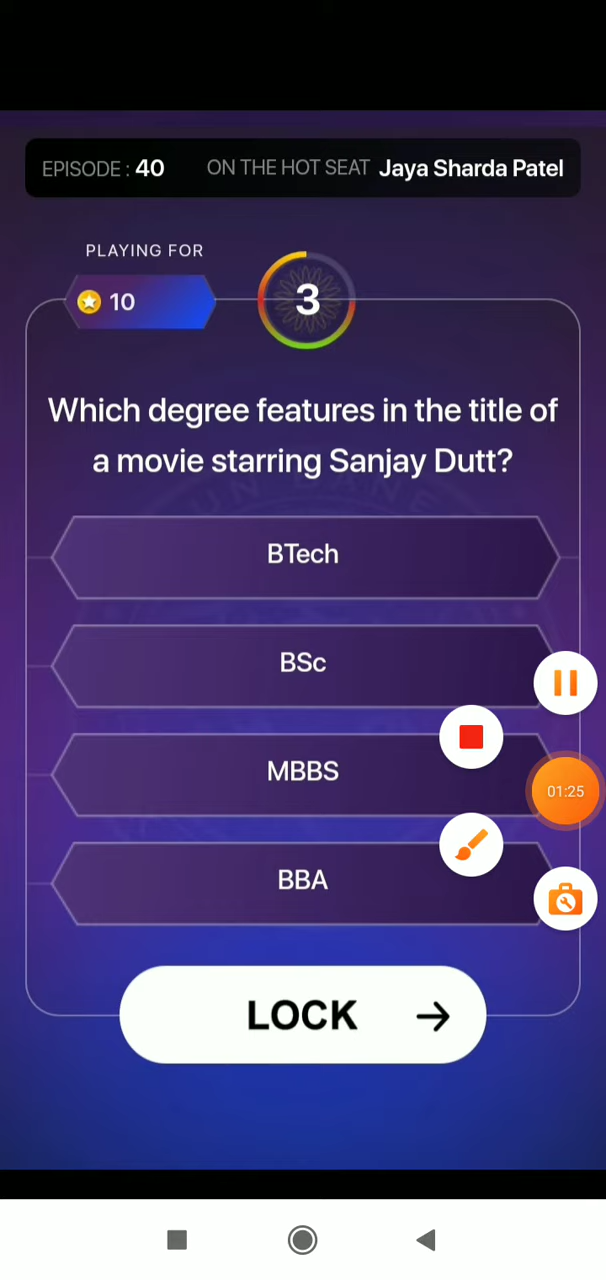 EPISODE : 40 ON THE HOT SEAT Jaya Sharda Patel
PLAYING FOR
10
3
Which degree features in the title of
a movie starring Sanjay Dutt?
BTech
BSc
MBBS
01:25
BBA
LOCK